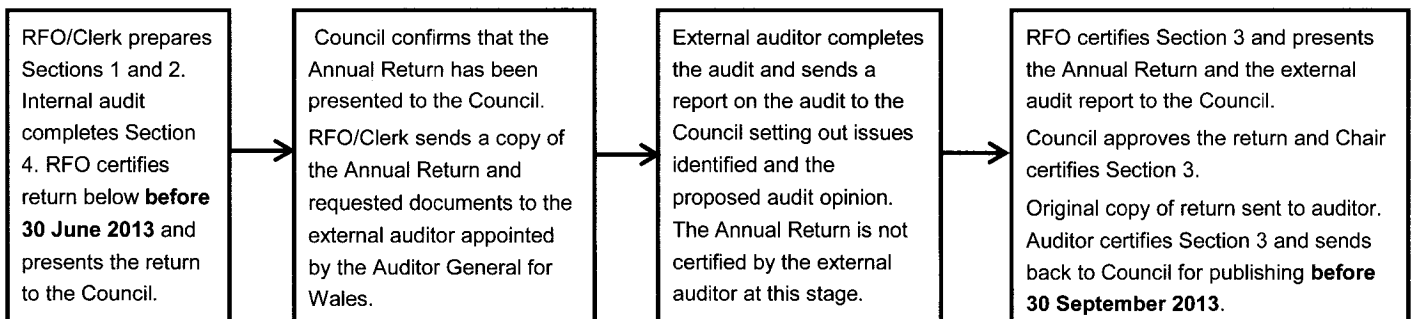 RFO/Clerk prepares
Sections 1 and 2.
Internal audit
completes Section
4. RFO certifies
return below before
30 June 2013 and
presents the return
to the Council.
Council confirms that the
Annual Return has been
presented to the Council.
RFO/Clerk sends a copy of
the Annual Return and
requested documents to the
external auditor appointed
by the Auditor General for
Wales.
External auditor completes
the audit and sends a
report on the audit to the
Council setting out issues
identified and the
proposed audit opinion.
The Annual Return is not
certified by the external
auditor at this stage.
RFO certifies Section 3 and presents
the Annual Return and the external
audit report to the Council.
Council approves the return and Chair
certifies Section 3.
Original copy of return sent to auditor.
Auditor certifies Section 3 and sends
back to Council for publishing before
30 September 2013.